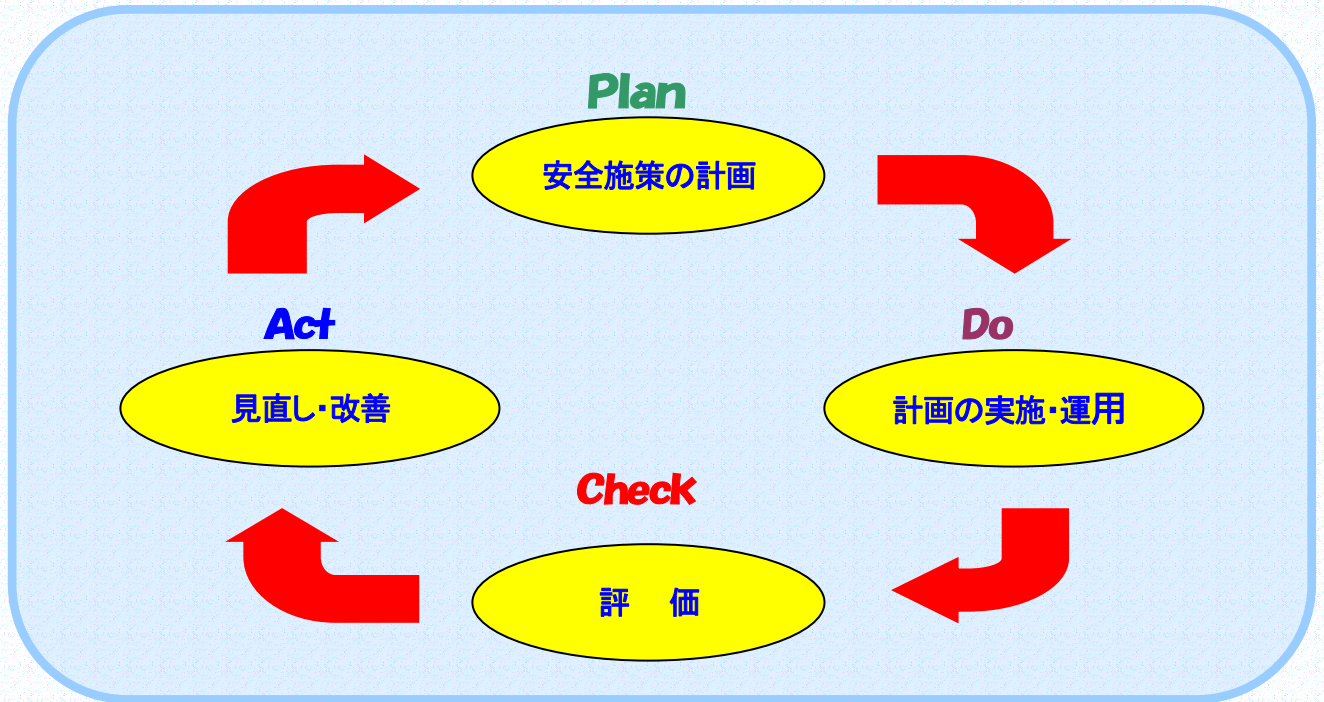 Plan
安全施策の計画
Act
Do
見直し・改善
計画の実施・運用
Check
評　価